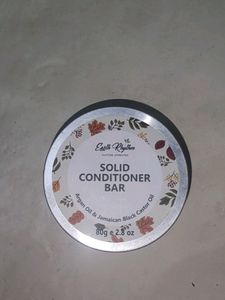 Earth Rhythm
SOLID
CONDITIONER
BAR
Argan Oil & Jamaican Black Castor Oil
80g e 2.8 oz